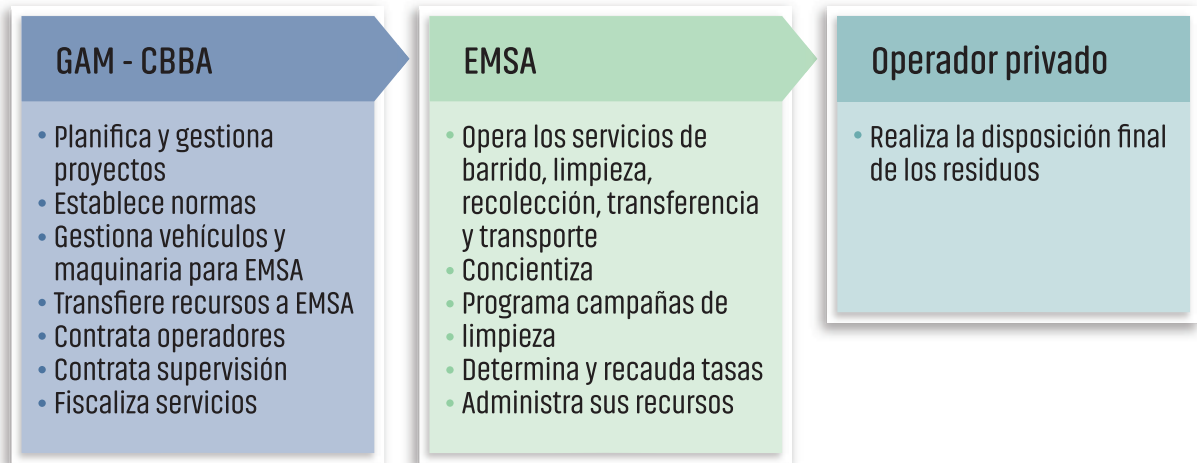 GAM - CBBA
• Planifica y gestiona
proyectos
• Establece normas
• Gestiona vehículos y
maquinaria para EMSA
• Transfiere recursos a EMSA
• Contrata operadores
• Contrata supervisión
• Fiscaliza servicios
EMSA
• Opera los servicios de
barrido, limpieza,
recolección, transferencia
y transporte
• Concientiza
• Programa campañas de
• limpieza
• Determina y recauda tasas
• Administra sus recursos
Operador privado
• Realiza la disposición final
de los residuos